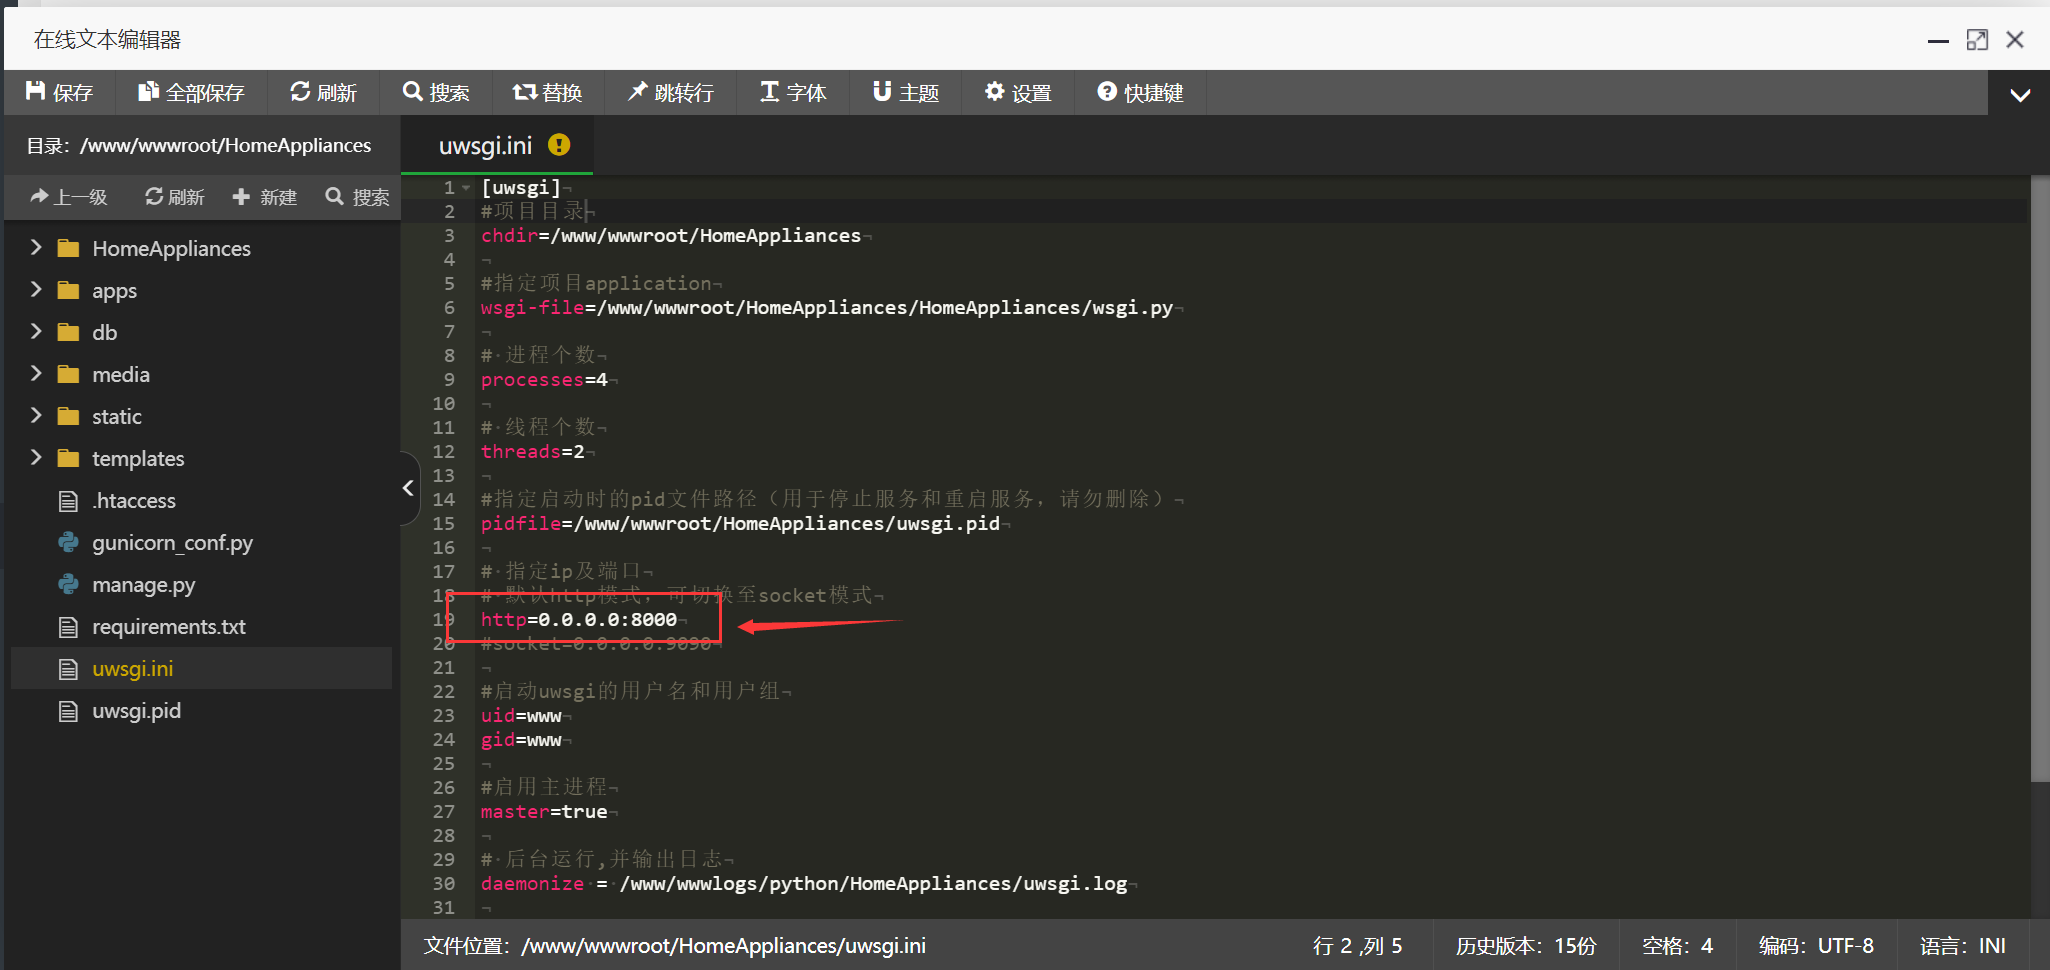 在线文本编辑器
保存 全部保存 刷新 搜索 替换 跳转行 字体 主题 设置 快捷键
目录：/www/wwwroot/HomeAppliances
上一级 刷新 新建 搜索
HomeAppliances
apps
db
media
static
templates
.htaccess
gunicorn_conf.py
manage.py
requirements.txt
uwsgi.ini
uwsgi.pid
uwsgi.ini
1 [uwsgi]
2 #项目目录
3 chdir=/www/wwwroot/HomeAppliances
4
5 #指定项目application
6 wsgi-file=/www/wwwroot/HomeAppliances/HomeAppliances/wsgi.py
7
8 # 进程个数
9 processes=4
10
11 # 线程个数
12 threads=2
13
14 #指定启动时的pid文件路径（用于停止服务和重启服务，请勿删除）
15 pidfile=/www/wwwroot/HomeAppliances/uwsgi.pid
16
17 # 指定ip及端口
18 # 默认http模式，可切换至socket模式
19 http=0.0.0.0:8000
20 #socket=0.0.0.0:9090
21
22 #启动uwsgi的用户名和用户组
23 uid=www
24 gid=www
25
26 #启用主进程
27 master=true
28
29 # 后台运行,并输出日志
30 daemonize = /www/wwwlogs/python/HomeAppliances/uwsgi.log
31
文件位置：/www/wwwroot/HomeAppliances/uwsgi.ini 行 2 ,列 5 历史版本：15份 空格：4 编码：UTF-8 语言：INI